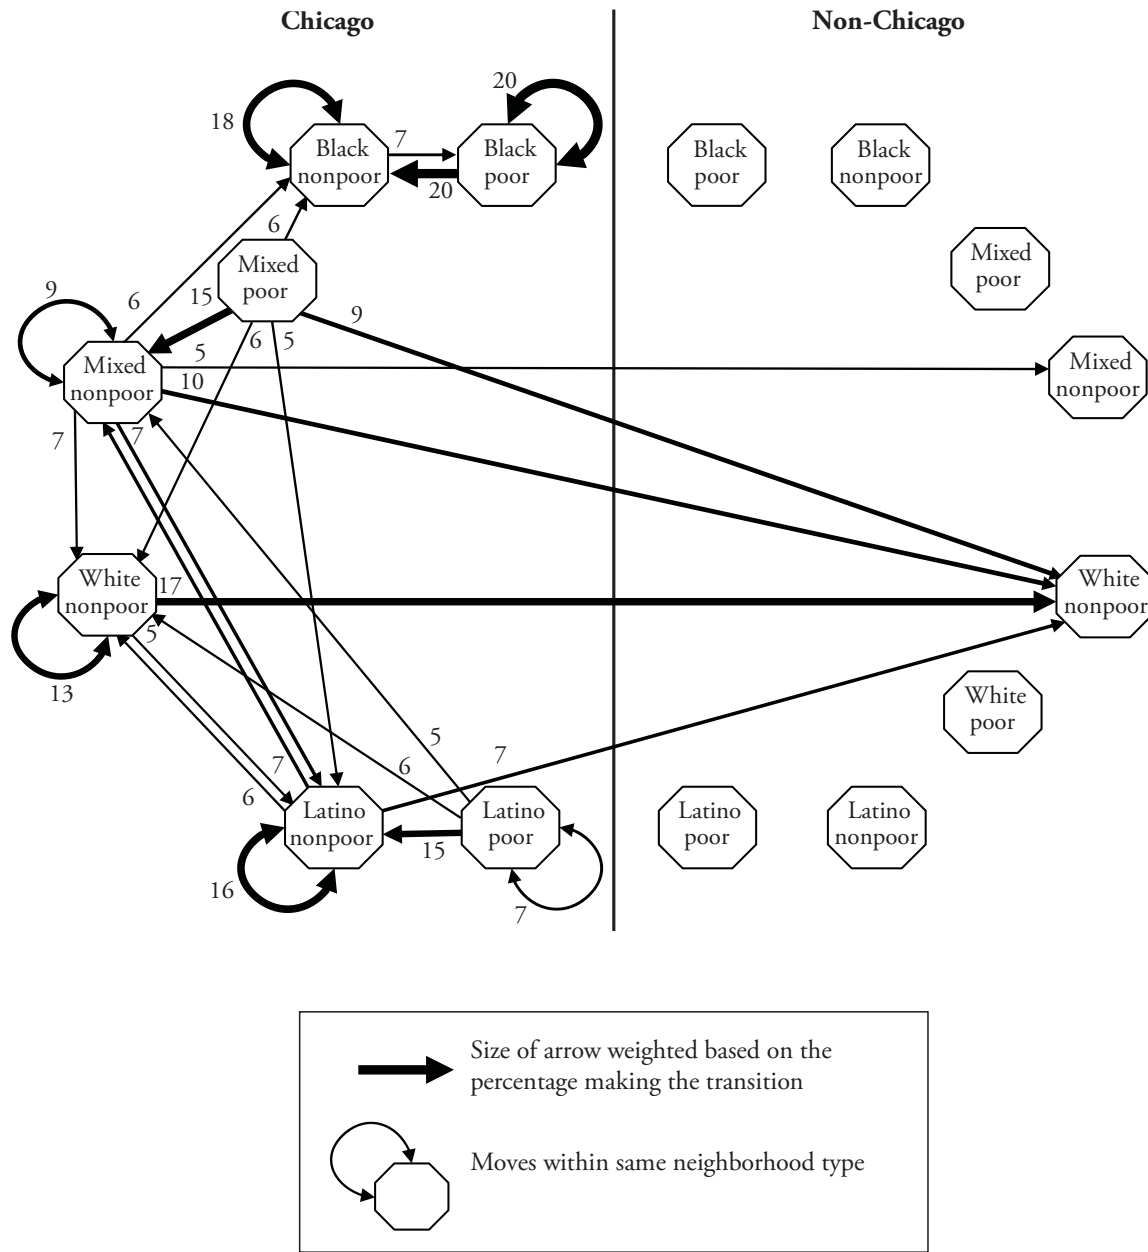 Chicago
Non-Chicago
20
18
Black
nonpoor
7
20
Black
poor
Black
poor
Black
nonpoor
6
Mixed
poor
Mixed
poor
9
6
15
9
6
5
Mixed
nonpoor
5
10
Mixed
nonpoor
7
7
White
nonpoor
17
White
nonpoor
5
13
White
poor
5
7
7
6
6
Latino
nonpoor
Latino
poor
Latino
poor
Latino
nonpoor
15
16
7
Size of arrow weighted based on the
percentage making the transition
Moves within same neighborhood type